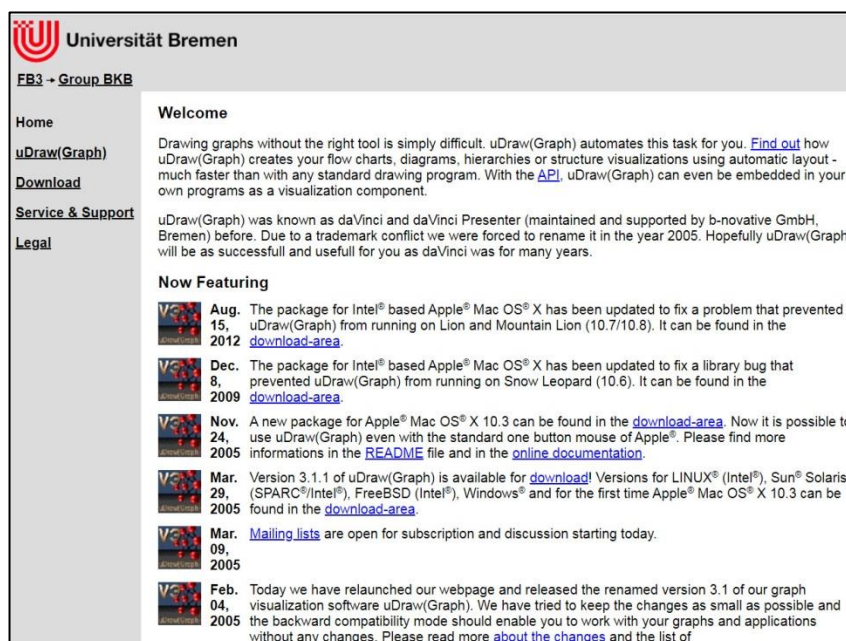 Universität Bremen
FB3 → Group BKB
Home
uDraw(Graph)
Download
Service & Support
Legal
Welcome
Drawing graphs without the right tool is simply difficult. uDraw(Graph) automates this task for you. Find out how
uDraw(Graph) creates your flow charts, diagrams, hierarchies or structure visualizations using automatic layout -
much faster than with any standard drawing program. With the API, uDraw(Graph) can even be embedded in your
own programs as a visualization component.
uDraw(Graph) was known as daVinci and daVinci Presenter (maintained and supported by b-novative GmbH,
Bremen) before. Due to a trademark conflict we were forced to rename it in the year 2005. Hopefully uDraw(Graph
will be as successfull and usefull for you as daVinci was for many years.
Now Featuring
Aug. The package for Intel® based Apple® Mac OS® X has been updated to fix a problem that prevented
15, uDraw(Graph) from running on Lion and Mountain Lion (10.7/10.8). It can be found in the
2012 download-area.
Dec. The package for Intel® based Apple® Mac OS® X has been updated to fix a library bug that
8, prevented uDraw(Graph) from running on Snow Leopard (10.6). It can be found in the
2009 download-area.
Nov. A new package for Apple® Mac OS® X 10.3 can be found in the download-area. Now it is possible to
24, use uDraw(Graph) even with the standard one button mouse of Apple®. Please find more
2005 informations in the README file and in the online documentation.
Mar. Version 3.1.1 of uDraw(Graph) is available for download! Versions for LINUX® (Intel®), Sun® Solaris
29, (SPARC®/Intel®), FreeBSD (Intel®), Windows® and for the first time Apple® Mac OS® X 10.3 can be
2005 found in the download-area.
Mar. Mailing lists are open for subscription and discussion starting today.
09,
2005
Feb. Today we have relaunched our webpage and released the renamed version 3.1 of our graph
04, visualization software uDraw(Graph). We have tried to keep the changes as small as possible and
2005 the backward compatibility mode should enable you to work with your graphs and applications
without any changes. Please read more about the changes and the list of